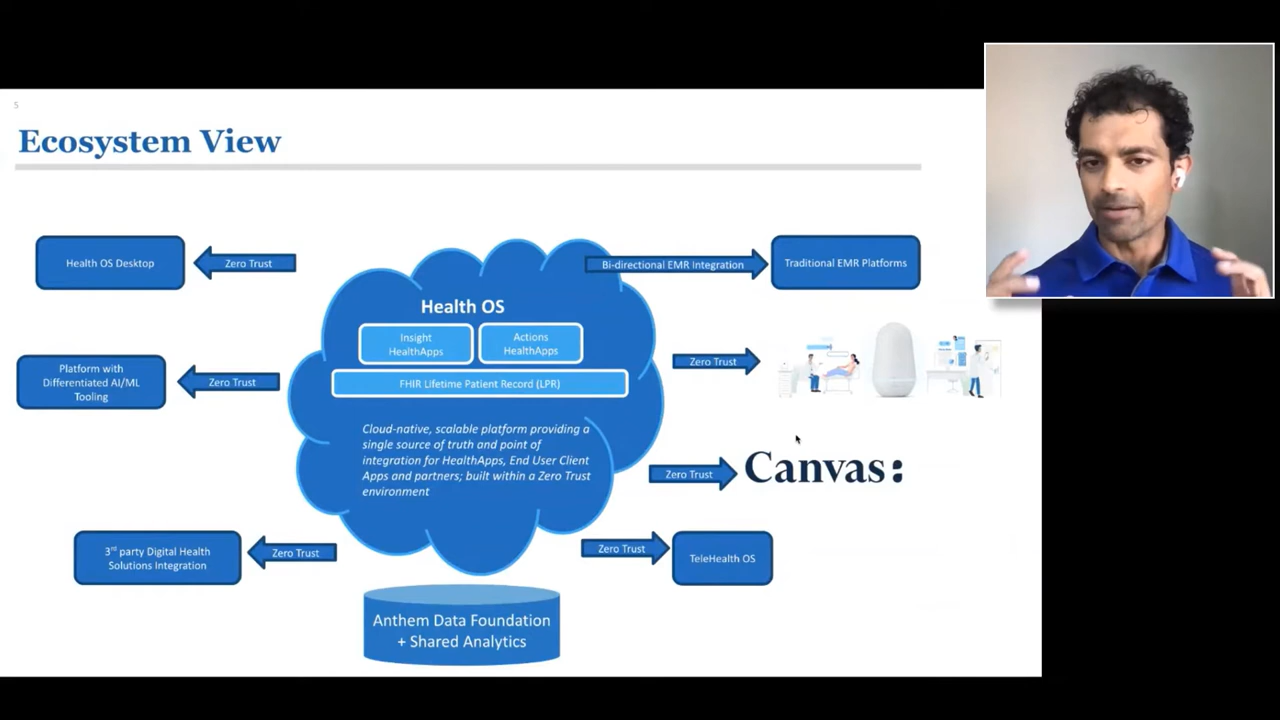 5
Ecosystem View
Health OS Desktop
Zero Trust
Bi-directional EMR Integration
Traditional EMR Platforms
Health OS
Insight
HealthApps
Actions
HealthApps
Zero Trust
Platform with
Differentiated AI/ML
Tooling
Zero Trust
FHIR Lifetime Patient Record (LPR)
Cloud-native, scalable platform providing a
single source of truth and point of
integration for HealthApps, End User Client
Apps and partners; built within a Zero Trust
environment
Zero Trust
Canvas:
3rd party Digital Health
Solutions Integration
Zero Trust
Zero Trust
TeleHealth OS
Anthem Data Foundation
+ Shared Analytics